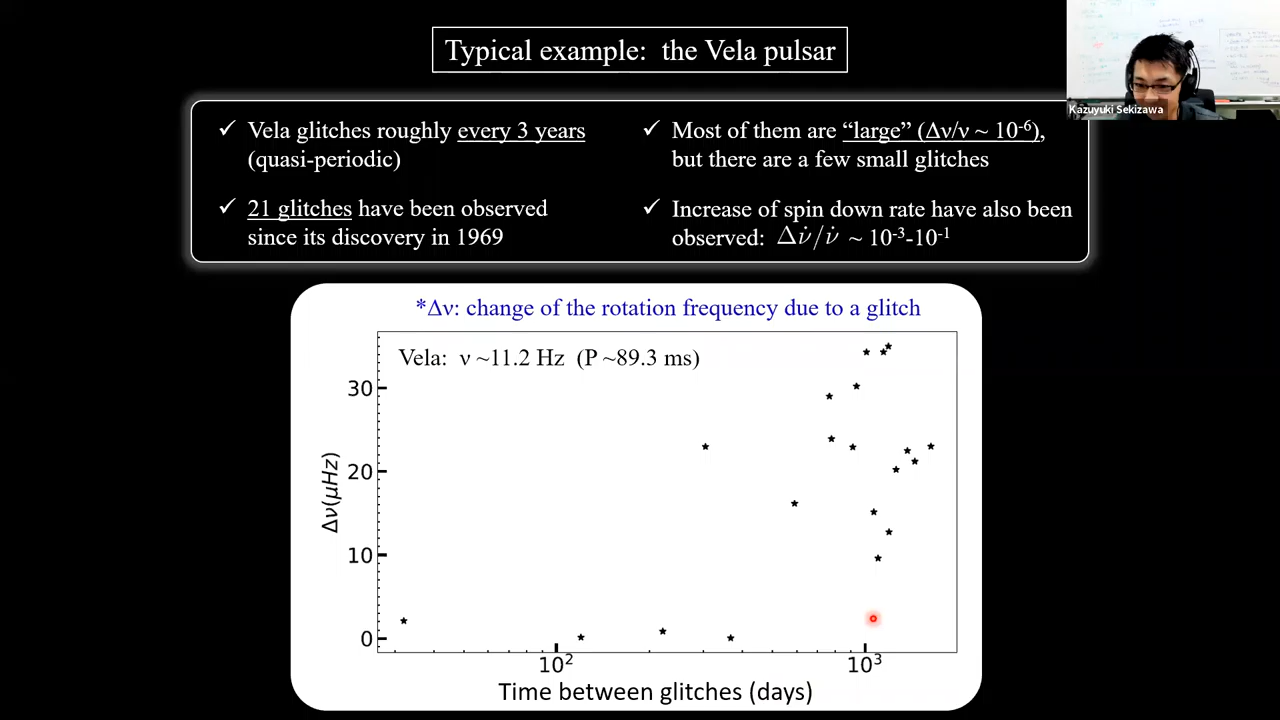 Typical example: the Vela pulsar
Kazuyuki Sekizawa
✓ Vela glitches roughly every 3 years
(quasi-periodic)
✓ 21 glitches have been observed
since its discovery in 1969
✓ Most of them are “large” (Δν/ν ~ 10⁻⁶),
but there are a few small glitches
✓ Increase of spin down rate have also been
observed: Δν̇/ν̇ ~ 10⁻³-10⁻¹
*Δν: change of the rotation frequency due to a glitch
Vela: ν ~11.2 Hz (P ~89.3 ms)
Δν(μHz)
30
20
10
0
10²
10³
Time between glitches (days)